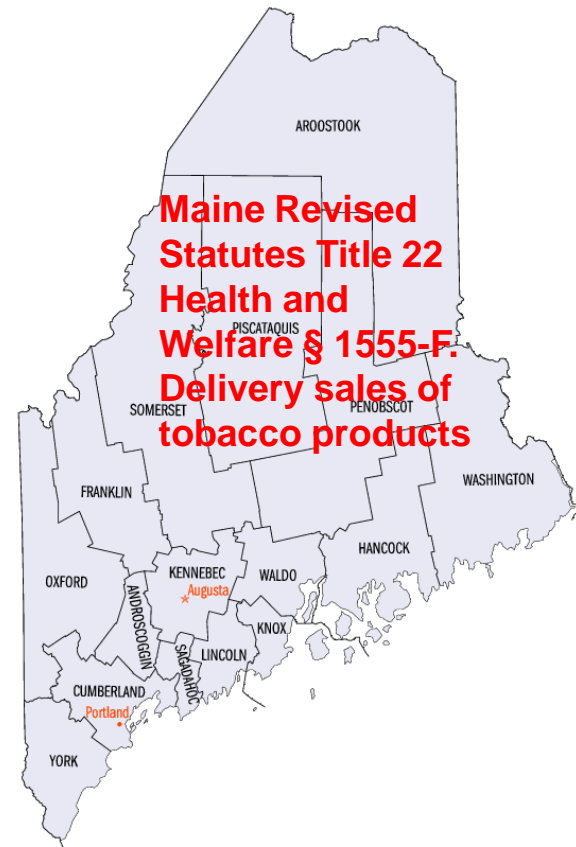 AROOSTOOK
Maine Revised
Statutes Title 22
Health and
PISCATAQUIS
Welfare § 1555-F.
Delivery sales of
SOMERSET
PENOBSCOT
tobacco products
WASHINGTON
FRANKLIN
HANCOCK
KENNEBEC
WALDO
OXFORD
Augusta
ANDROSCOGGIN
KNOX
SAGADAHOC
LINCOLN
CUMBERLAND
Portland
YORK